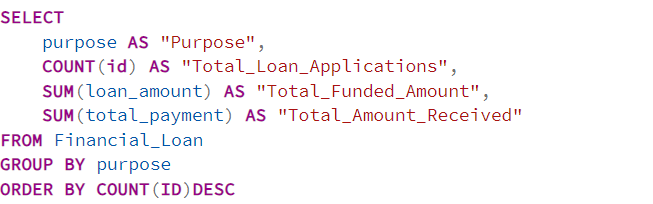 SELECT
    purpose AS "Purpose",
    COUNT(id) AS "Total_Loan_Applications",
    SUM(loan_amount) AS "Total_Funded_Amount",
    SUM(total_payment) AS "Total_Amount_Received"
FROM Financial_Loan
GROUP BY purpose
ORDER BY COUNT(ID)DESC